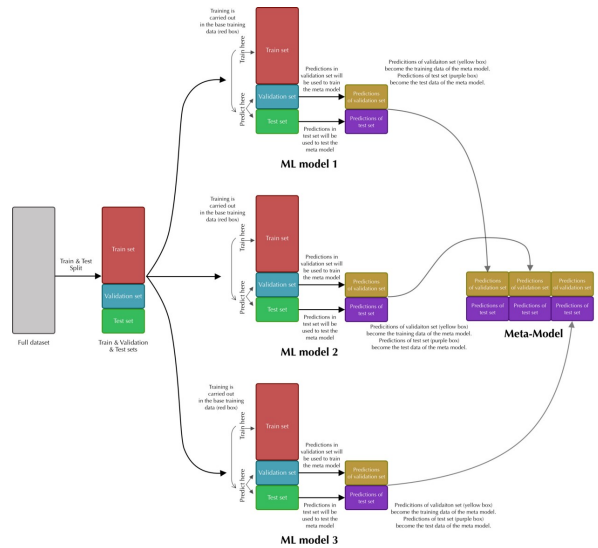 Full dataset
Train & Test
Split
Train set
Validation set
Test set
Train & Validation
& Test sets
Training is
carried out
in the base training
data (red box)
Train here
Predict here
Train set
Validation set
Test set
Predictions in
validation set will
be used to train
the meta model
Predictions in
test set will be
used to test the
meta model
Predictions
of validation set
Predictions of
test set
Predicitions of validaiton set (yellow box)
become the training data of the meta model.
Predictions of test set (purple box)
become the test data of the meta model.
ML model 1
Training is
carried out
in the base training
data (red box)
Train here
Predict here
Train set
Validation set
Test set
Predictions in
validation set will
be used to train
the meta model
Predictions in
test set will be
used to test the
meta model
Predictions
of validation set
Predictions of
test set
Predicitions of validaiton set (yellow box)
become the training data of the meta model.
Predictions of test set (purple box)
become the test data of the meta model.
ML model 2
Training is
carried out
in the base training
data (red box)
Train here
Predict here
Train set
Validation set
Test set
Predictions in
validation set will
be used to train
the meta model
Predictions in
test set will be
used to test the
meta model
Predictions
of validation set
Predictions of
test set
Predicitions of validaiton set (yellow box)
become the training data of the meta model.
Predictions of test set (purple box)
become the test data of the meta model.
ML model 3
Predictions
of validation set
Predictions
of validation set
Predictions
of validation set
Predictions of
test set
Predictions of
test set
Predictions of
test set
Meta-Model